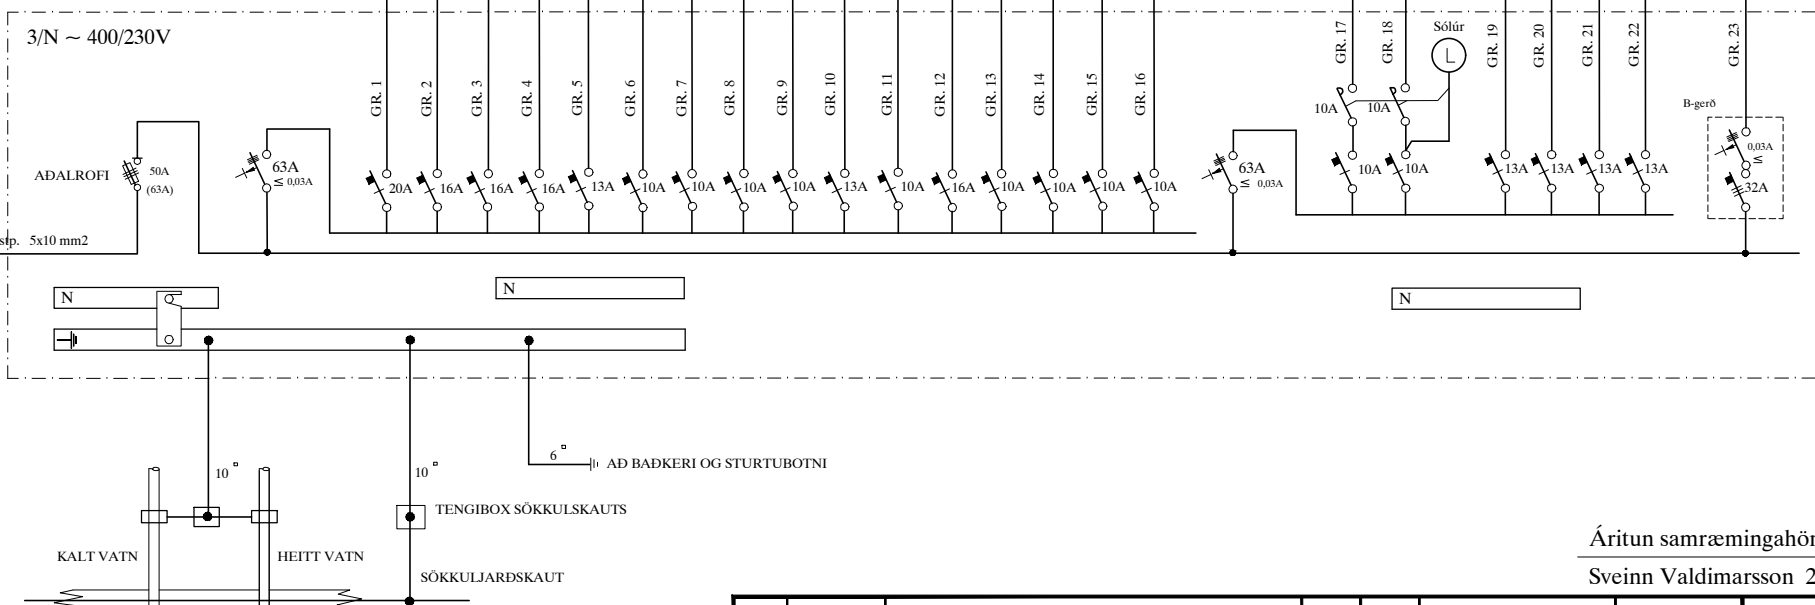 3/N ~ 400/230V
GR. 1
GR. 2
GR. 3
GR. 4
GR. 5
GR. 6
GR. 7
GR. 8
GR. 9
GR. 10
GR. 11
GR. 12
GR. 13
GR. 14
GR. 15
GR. 16
GR. 17
GR. 18
Sólúr
L
GR. 19
GR. 20
GR. 21
GR. 22
GR. 23
B-gerð
10A
10A
AÐALROFI
50A
(63A)
63A
≤ 0,03A
20A
16A
16A
16A
13A
10A
10A
10A
10A
13A
10A
16A
10A
10A
10A
10A
63A
≤ 0,03A
10A
10A
13A
13A
13A
13A
0,03A
≤
32A
stp. 5x10 mm2
N
N
N
10
10
6
AÐ BAÐKERI OG STURTUBOTNI
TENGIBOX SÖKKULSKAUTS
KALT VATN
HEITT VATN
SÖKKULJARÐSKAUT
Áritun samræmingahön
Sveinn Valdimarsson 2